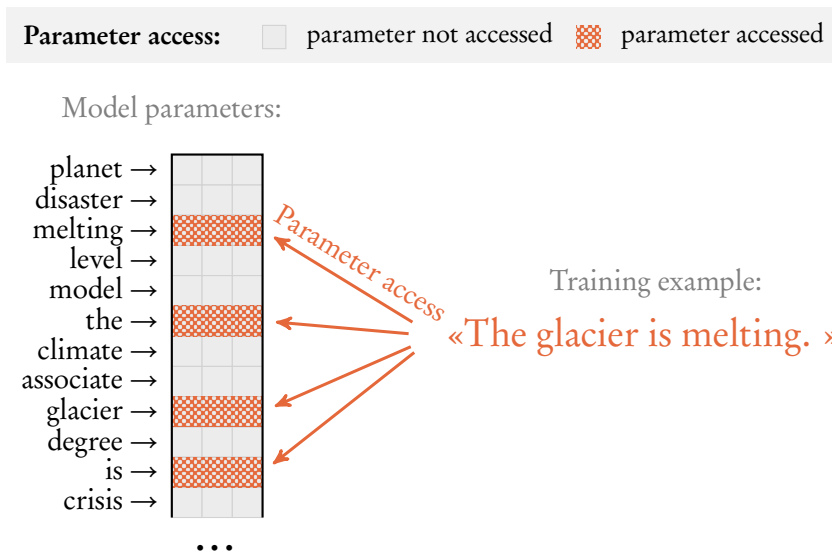 Parameter access: parameter not accessed parameter accessed
Model parameters:
planet →
disaster →
melting →
level →
model →
the →
climate →
associate →
glacier →
degree →
is →
crisis →
...
Parameter access
Training example:
«The glacier is melting. »